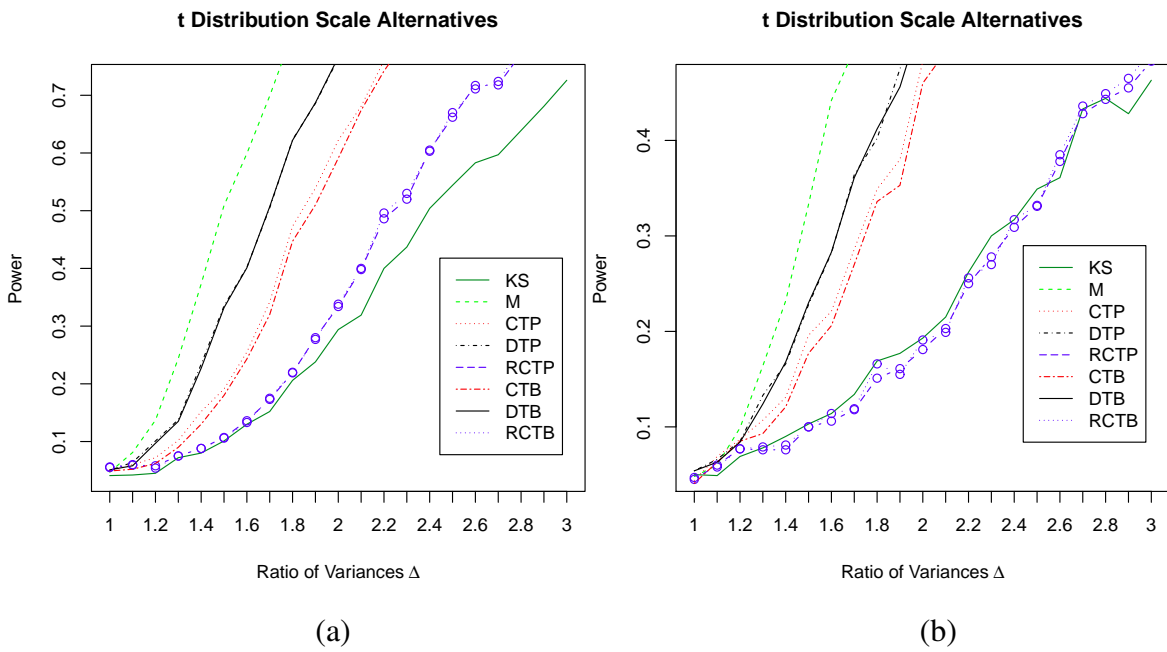 t Distribution Scale Alternatives
Power
0.1
0.2
0.3
0.4
0.5
0.6
0.7
KS
M
CTP
DTP
RCTP
CTB
DTB
RCTB
1 1.2 1.4 1.6 1.8 2 2.2 2.4 2.6 2.8 3
Ratio of Variances Δ
(a)
t Distribution Scale Alternatives
Power
0.1
0.2
0.3
0.4
KS
M
CTP
DTP
RCTP
CTB
DTB
RCTB
1 1.2 1.4 1.6 1.8 2 2.2 2.4 2.6 2.8 3
Ratio of Variances Δ
(b)